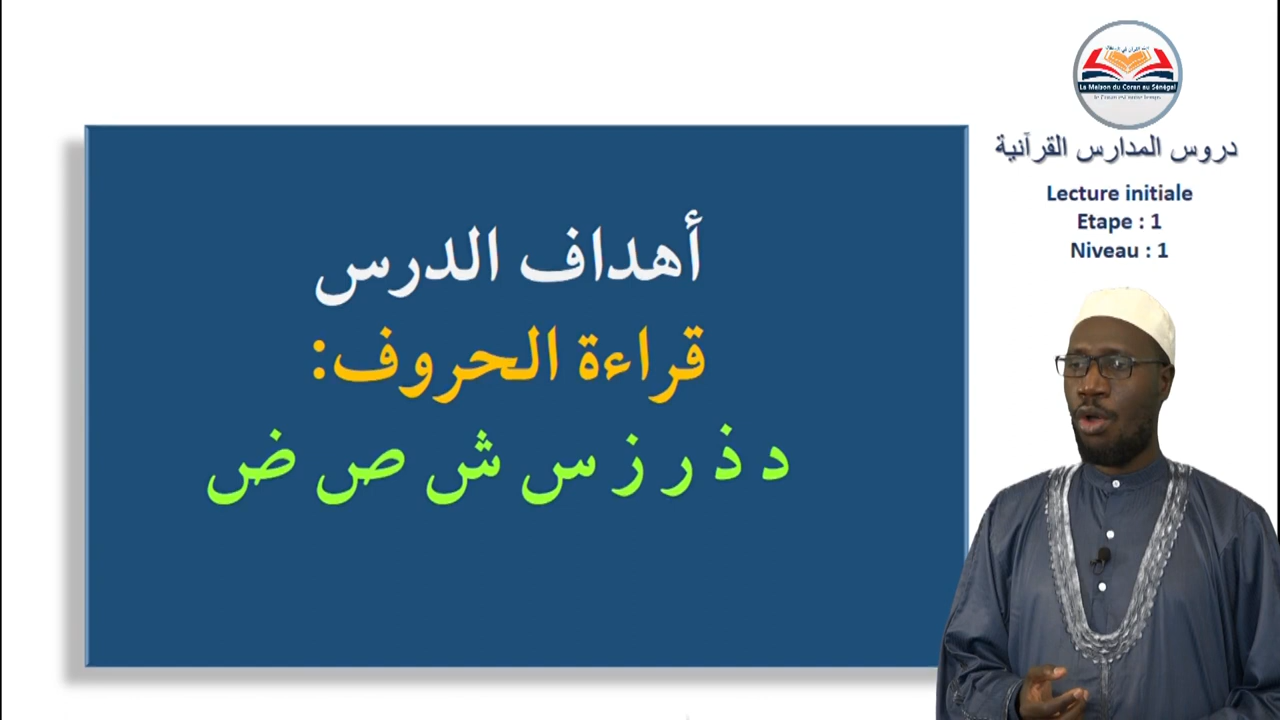 أهداف الدرس
قراءة الحروف:
د ذ ر ز س ش ص ض
La Maison du Coran au Sénégal
دروس المدارس القرآنية
Lecture initiale
Etape : 1
Niveau : 1